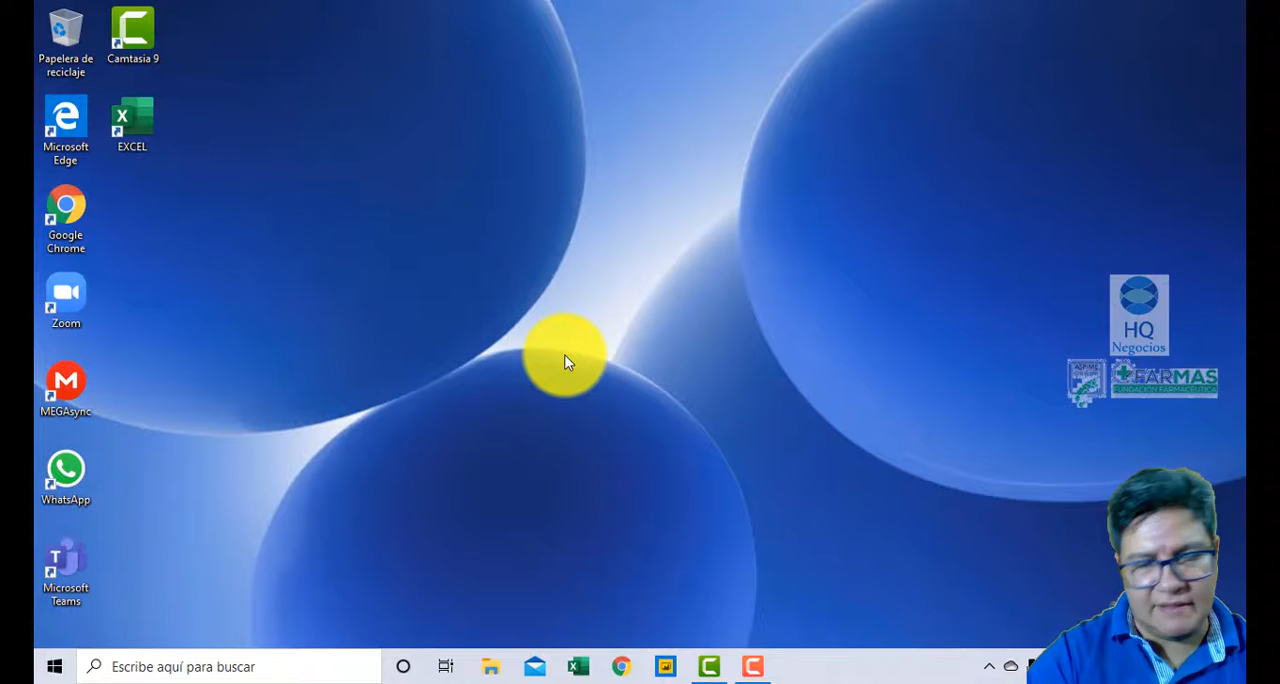 Papelera de
reciclaje
Camtasia 9
Microsoft
Edge
X
EXCEL
Google
Chrome
Zoom
M
MEGAsync
WhatsApp
T
Microsoft
Teams
HQ
Negocios
FARMAS
FUNDACIÓN FARMACÉUTICA
Escribe aquí para buscar